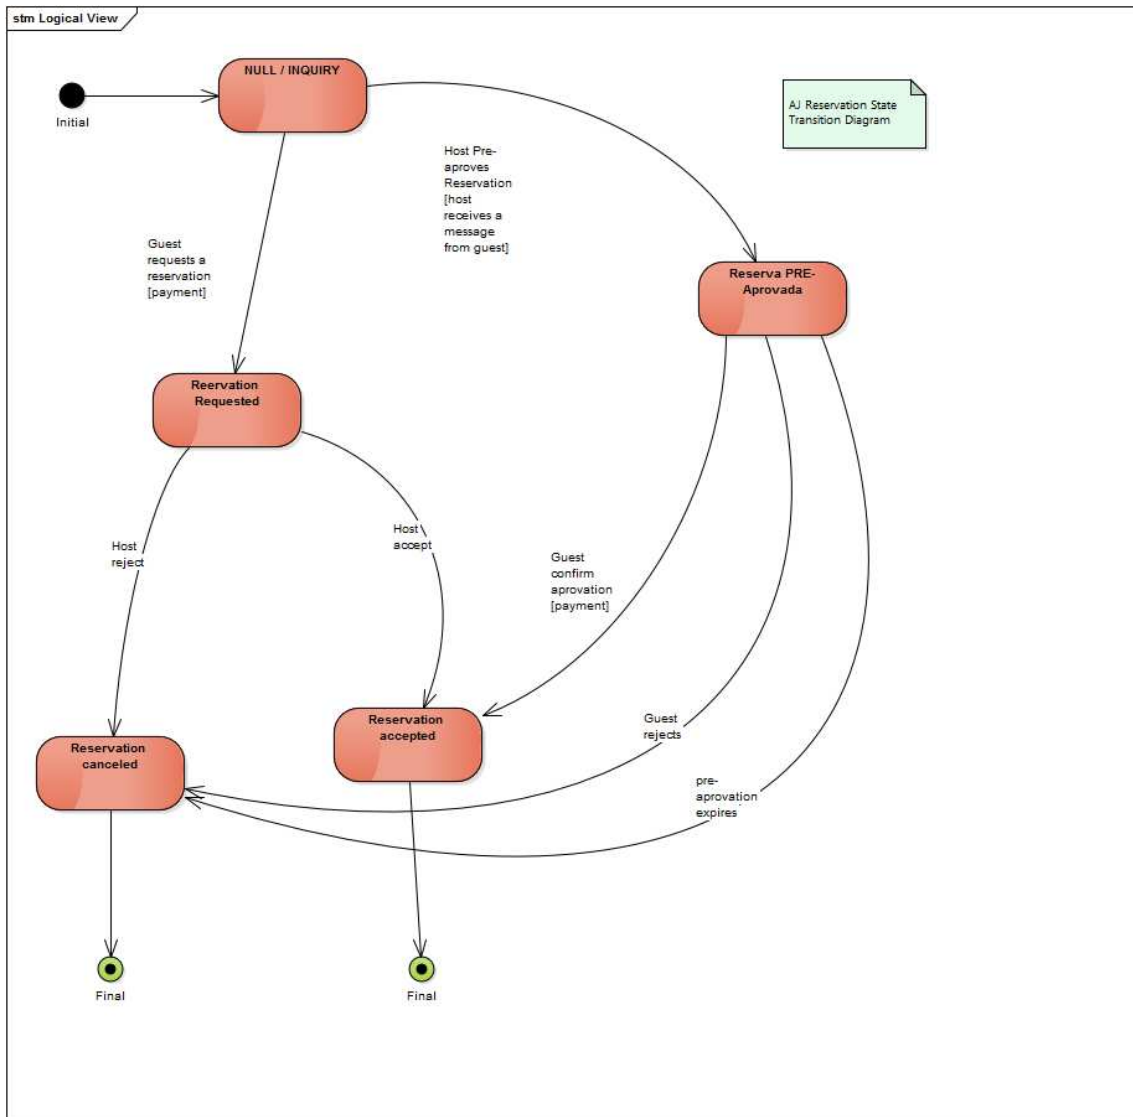 stm Logical View
NULL / INQUIRY
Initial
AJ Reservation State
Transition Diagram
Host Pre-
aproves
Reservation
[host
receives a
message
from guest]
Guest
requests a
reservation
[payment]
Reserva PRE-
Aprovada
Reervation
Requested
Host
accept
Host
reject
Guest
confirm
aprovation
[payment]
Reservation
accepted
Guest
rejects
Reservation
canceled
pre-
aprovation
expires
Final
Final